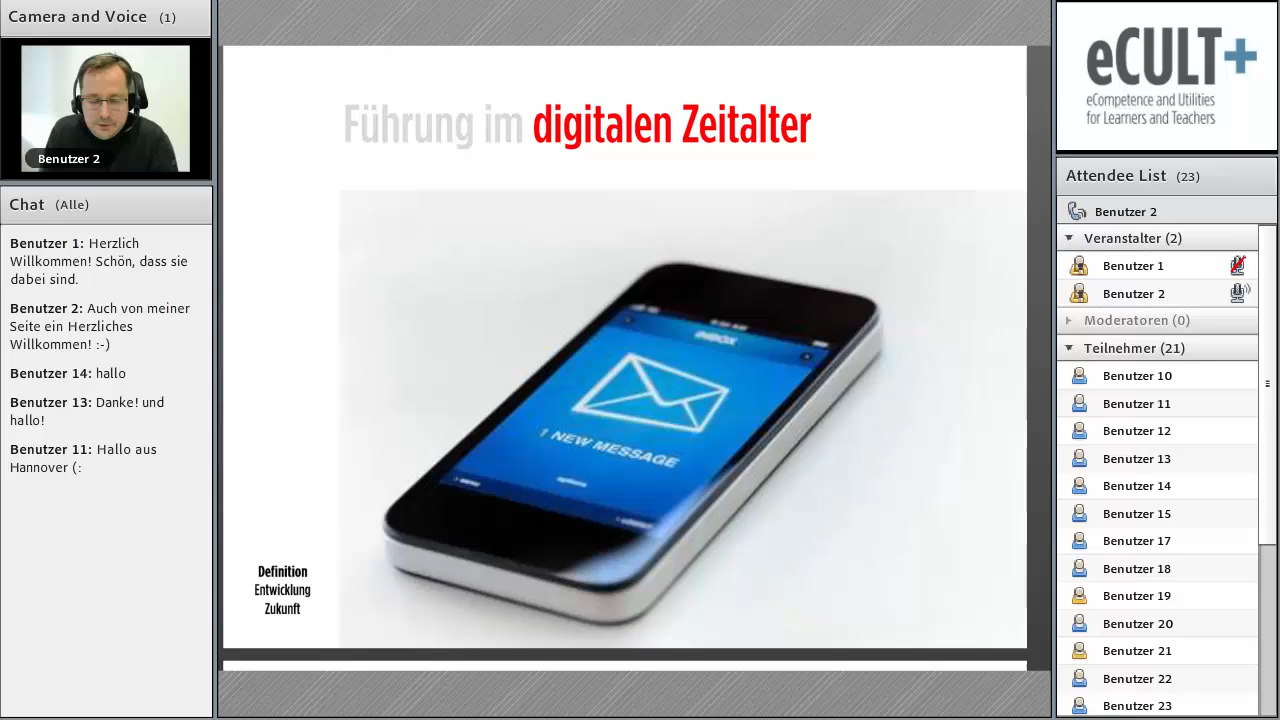 Camera and Voice (1)
Benutzer 2
Chat (Alle)
Benutzer 1: Herzlich
Willkommen! Schön, dass sie
dabei sind.
Benutzer 2: Auch von meiner
Seite ein Herzliches
Willkommen! :-)
Benutzer 14: hallo
Benutzer 13: Danke! und
hallo!
Benutzer 11: Hallo aus
Hannover (:
Führung im digitalen Zeitalter
INBOX
1 NEW MESSAGE
options
Definition
Entwicklung
Zukunft
eCULT+
eCompetence and Utilities
for Learners and Teachers
Attendee List (23)
Benutzer 2
Veranstalter (2)
Benutzer 1
Benutzer 2
Moderatoren (0)
Teilnehmer (21)
Benutzer 10
Benutzer 11
Benutzer 12
Benutzer 13
Benutzer 14
Benutzer 15
Benutzer 17
Benutzer 18
Benutzer 19
Benutzer 20
Benutzer 21
Benutzer 22
Benutzer 23